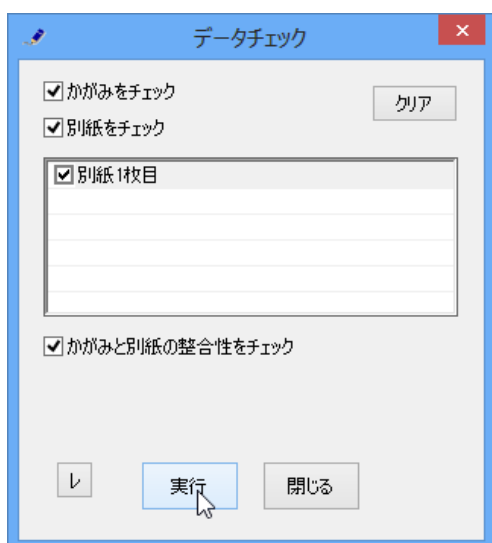 データチェック
かがみをチェック
クリア
別紙をチェック
別紙1枚目
かがみと別紙の整合性をチェック
レ
実行
閉じる